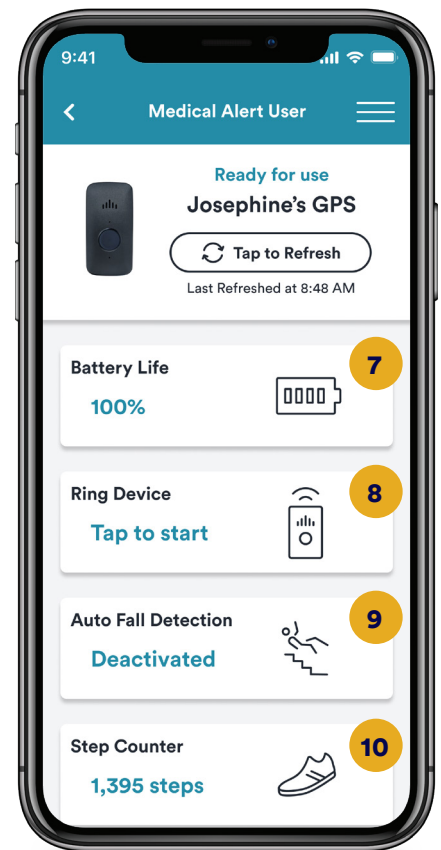 9:41
Medical Alert User
Ready for use
Josephine's GPS
Tap to Refresh
Last Refreshed at 8:48 AM
7
Battery Life
100%
8
Ring Device
Tap to start
9
Auto Fall Detection
Deactivated
10
Step Counter
1,395 steps